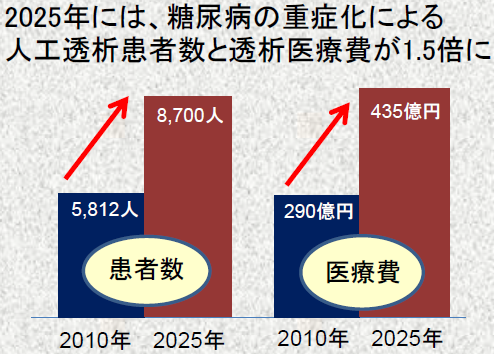 2025年には、糖尿病の重症化による
人工透析患者数と透析医療費が1.5倍に
8,700人
435億円
5,812人
290億円
患者数
医療費
2010年 2025年 2010年 2025年